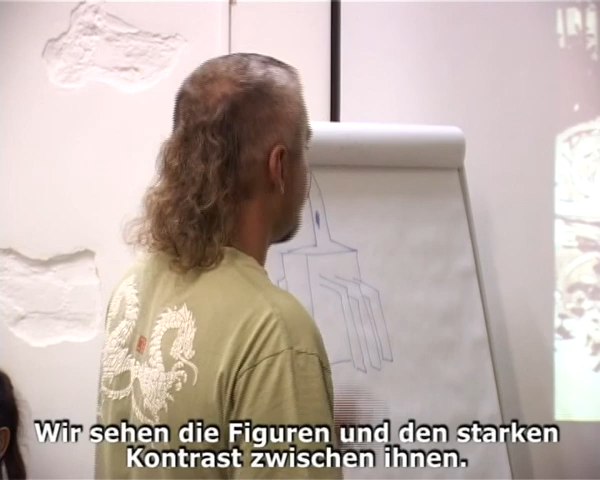 Wir sehen die Figuren und den starken
Kontrast zwischen ihnen.